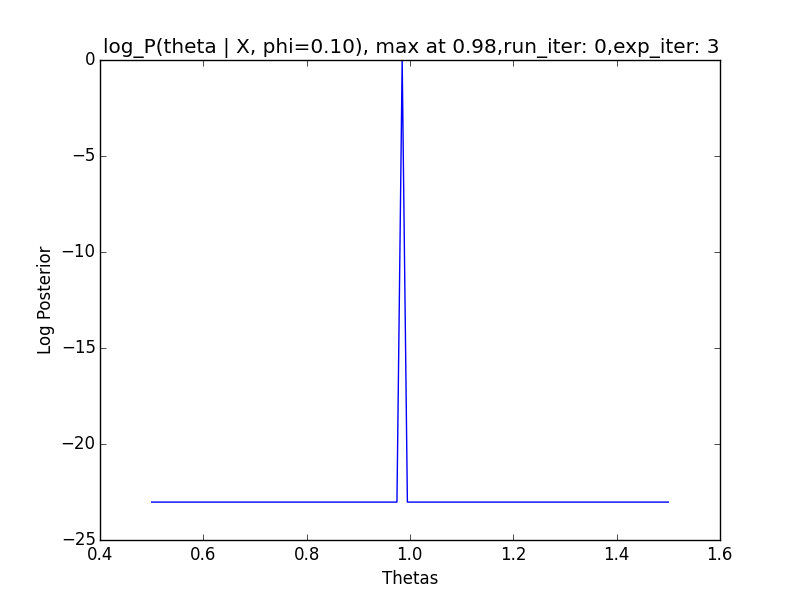 log_P(theta | X, phi=0.10), max at 0.98,run_iter: 0,exp_iter: 3
0
−5
−10
−15
−20
−25
Log Posterior
0.4 0.6 0.8 1.0 1.2 1.4 1.6
Thetas